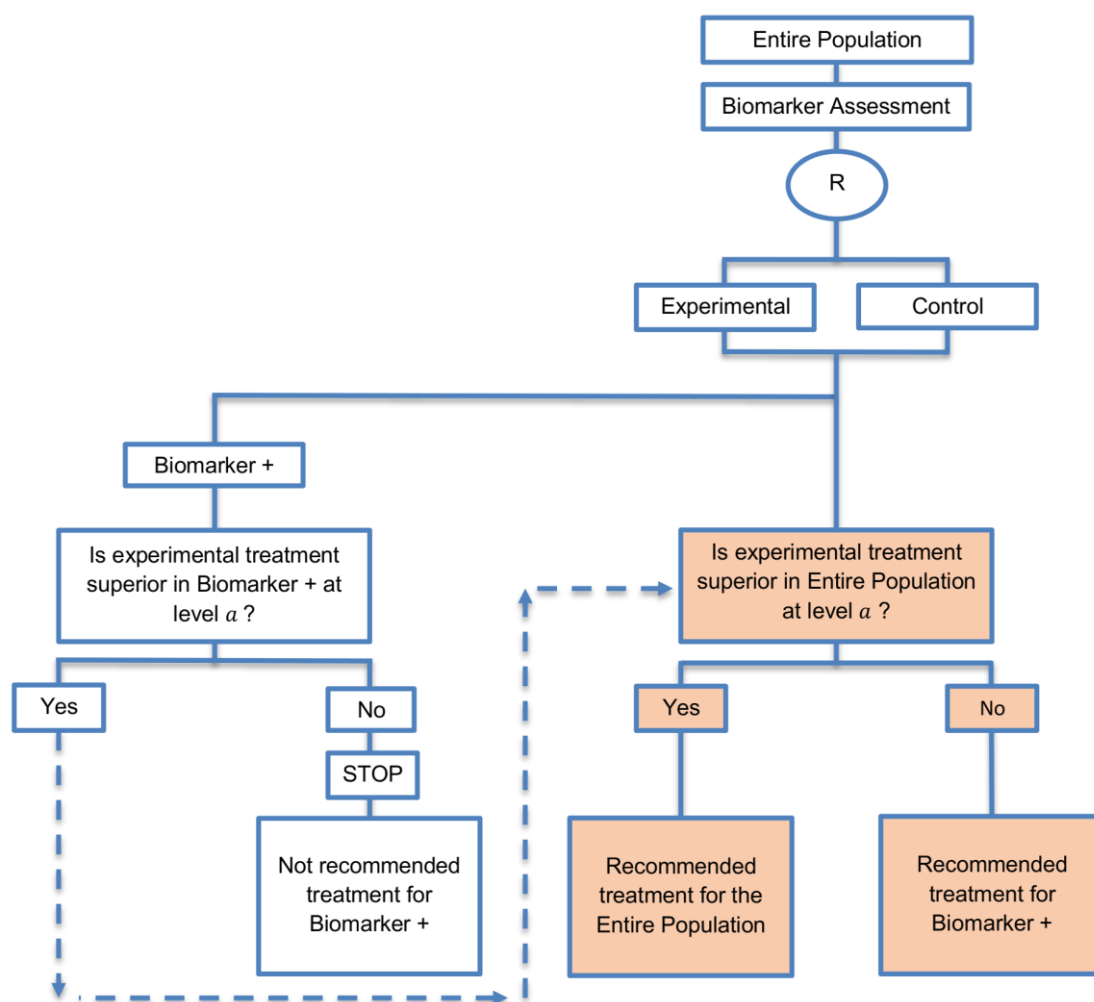 Entire Population
Biomarker Assessment
R
Experimental
Control
Biomarker +
Is experimental treatment
superior in Biomarker + at
level a ?
Is experimental treatment
superior in Entire Population
at level a ?
Yes
No
STOP
Not recommended
treatment for
Biomarker +
Yes
No
Recommended
treatment for the
Entire Population
Recommended
treatment for
Biomarker +